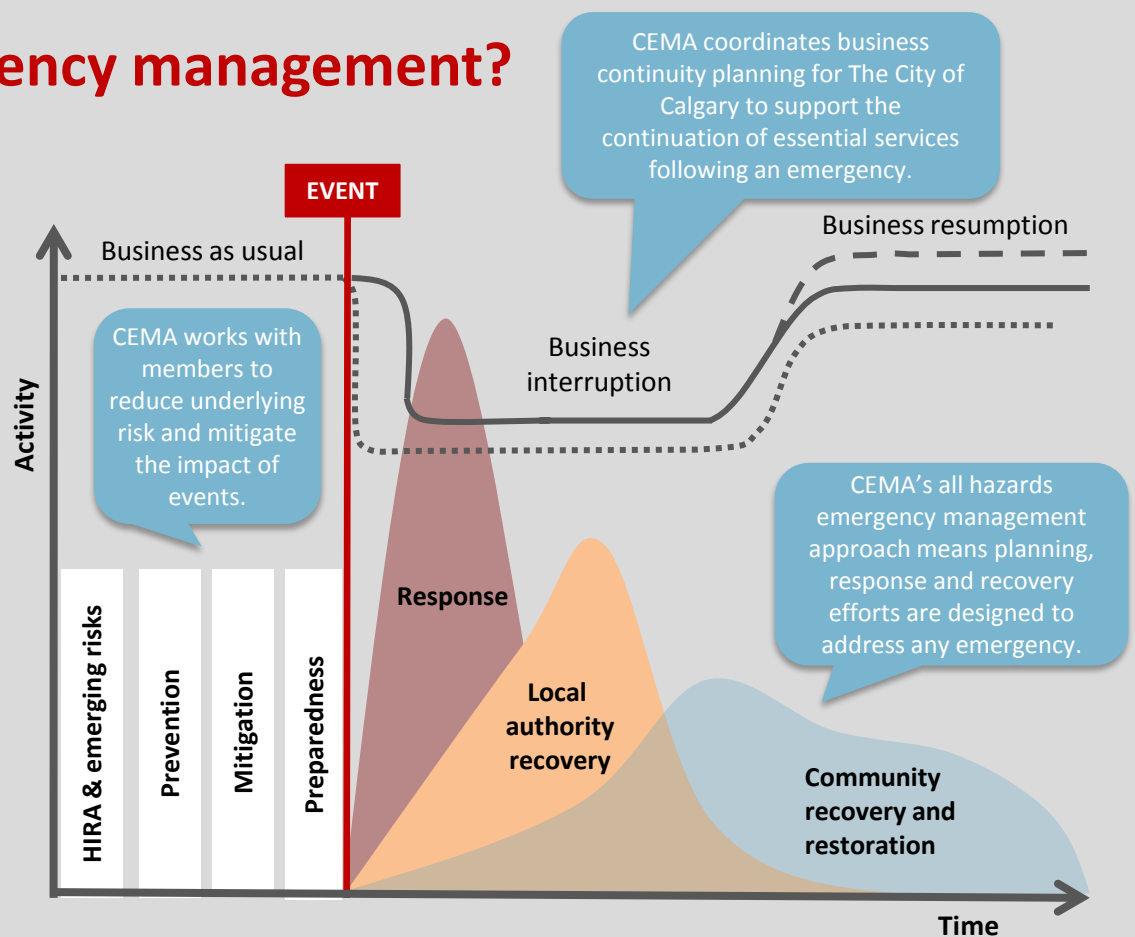 ency management?
CEMA coordinates business
continuity planning for The City of
Calgary to support the
continuation of essential services
following an emergency.
EVENT
Business as usual
Business resumption
CEMA works with
members to
reduce underlying
risk and mitigate
the impact of
events.
Business
interruption
Activity
CEMA's all hazards
emergency management
approach means planning,
response and recovery
efforts are designed to
address any emergency.
HIRA & emerging risks
Prevention
Mitigation
Preparedness
Response
Local
authority
recovery
Community
recovery and
restoration
Time